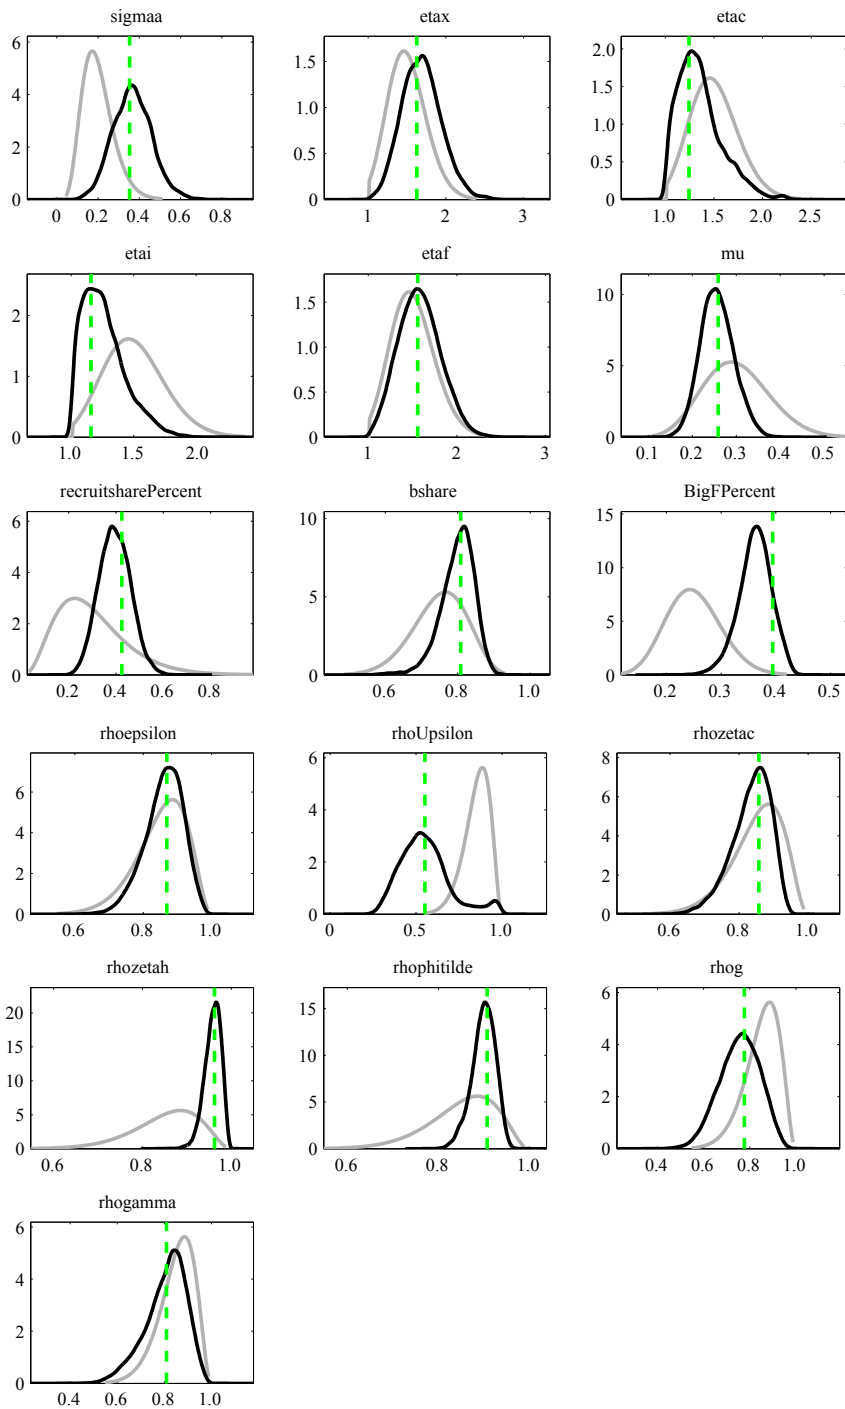 sigmaa etax etac
6
4
2
0
0 0.2 0.4 0.6 0.8
1.5
1.0
0.5
0
1 2 3
2.0
1.5
1.0
0.5
0
1.0 1.5 2.0 2.5
etai etaf mu
2
1
0
1.0 1.5 2.0
1.5
1.0
0.5
0.0
1 2 3
10
5
0
0.1 0.2 0.3 0.4 0.5
recruitsharePercent bshare BigFPercent
6
4
2
0
0.2 0.4 0.6 0.8
10
5
0
0.6 0.8 1.0
15
10
5
0
0.2 0.3 0.4 0.5
rhoepsilon rhoUpsilon rhozetac
6
4
2
0
0.6 0.8 1.0
6
4
2
0
0 0.5 1.0
8
6
4
2
0
0.6 0.8 1.0
rhozetah rhophitilde rhog
20
15
10
5
0
0.6 0.8 1.0
15
10
5
0
0.6 0.8 1.0
6
4
2
0
0.4 0.6 0.8 1.0
rhogamma
6
4
2
0
0.4 0.6 0.8 1.0